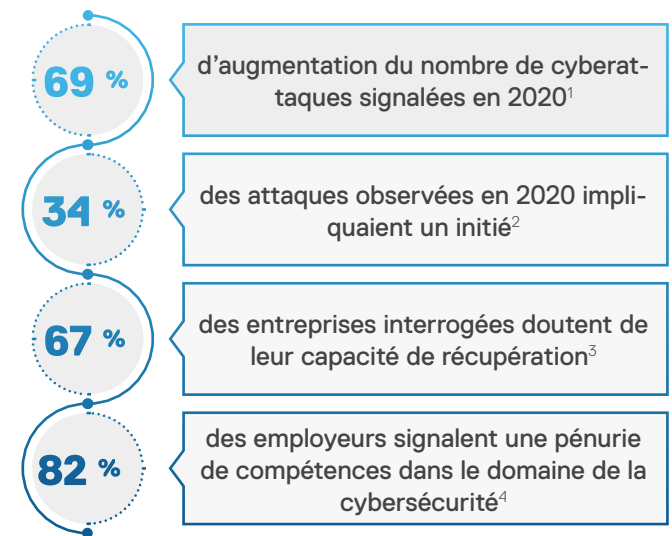 69 %
d’augmentation du nombre de cyberat-
taques signalées en 2020¹
34 %
des attaques observées en 2020 impli-
quaient un initié²
67 %
des entreprises interrogées doutent de
leur capacité de récupération³
82 %
des employeurs signalent une pénurie
de compétences dans le domaine de la
cybersécurité⁴